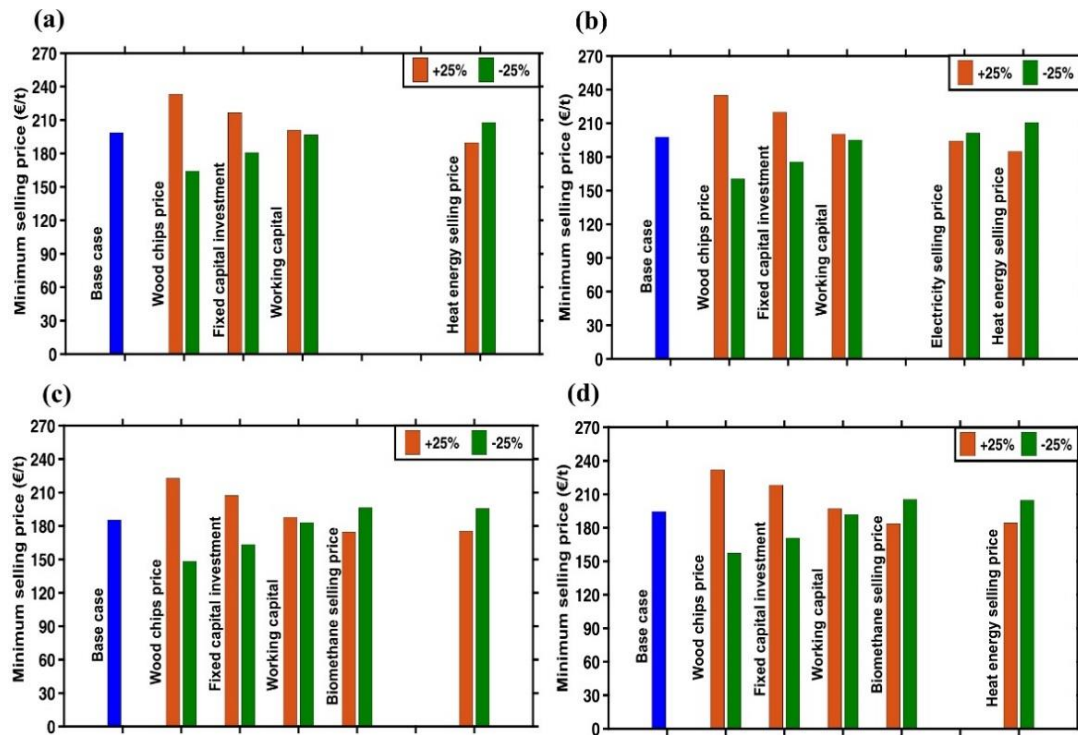 (a)
Minimum selling price (€/t)
270
240
210
180
150
120
90
60
30
0
+25% -25%
Base case
Wood chips price
Fixed capital investment
Working capital
Heat energy selling price
(b)
Minimum selling price (€/t)
270
240
210
180
150
120
90
60
30
0
+25% -25%
Base case
Wood chips price
Fixed capital investment
Working capital
Electricity selling price
Heat energy selling price
(c)
Minimum selling price (€/t)
270
240
210
180
150
120
90
60
30
0
+25% -25%
Base case
Wood chips price
Fixed capital investment
Working capital
Biomethane selling price
(d)
Minimum selling price (€/t)
270
240
210
180
150
120
90
60
30
0
+25% -25%
Base case
Wood chips price
Fixed capital investment
Working capital
Biomethane selling price
Heat energy selling price